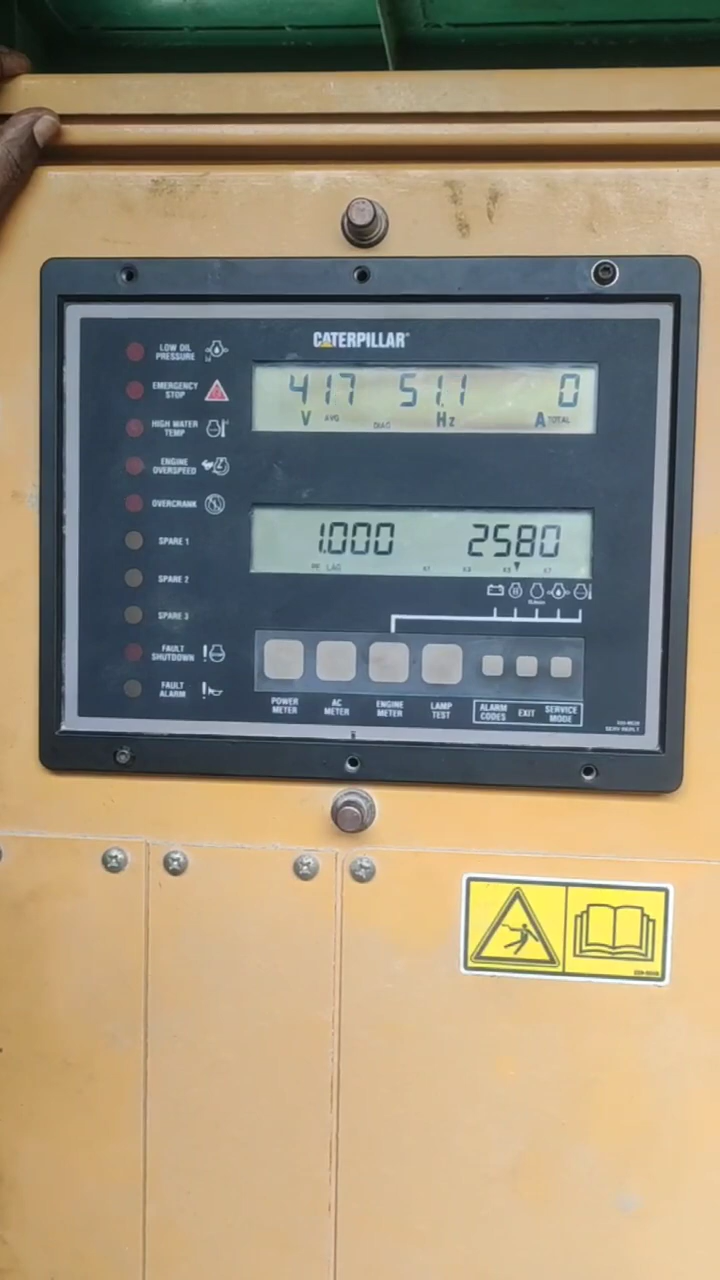 CATERPILLAR
LOW OIL
PRESSURE
EMERGENCY
STOP
HIGH WATER
TEMP
ENGINE
OVERSPEED
OVERCRANK
SPARE 1
SPARE 2
SPARE 3
FAULT
SHUTDOWN
FAULT
ALARM
417 51.1 0
V AVG DIAG Hz A TOTAL
1.000 2580
PF LAG
POWER
METER
AC
METER
ENGINE
METER
LAMP
TEST
ALARM
CODES
EXIT
SERVICE
MODE